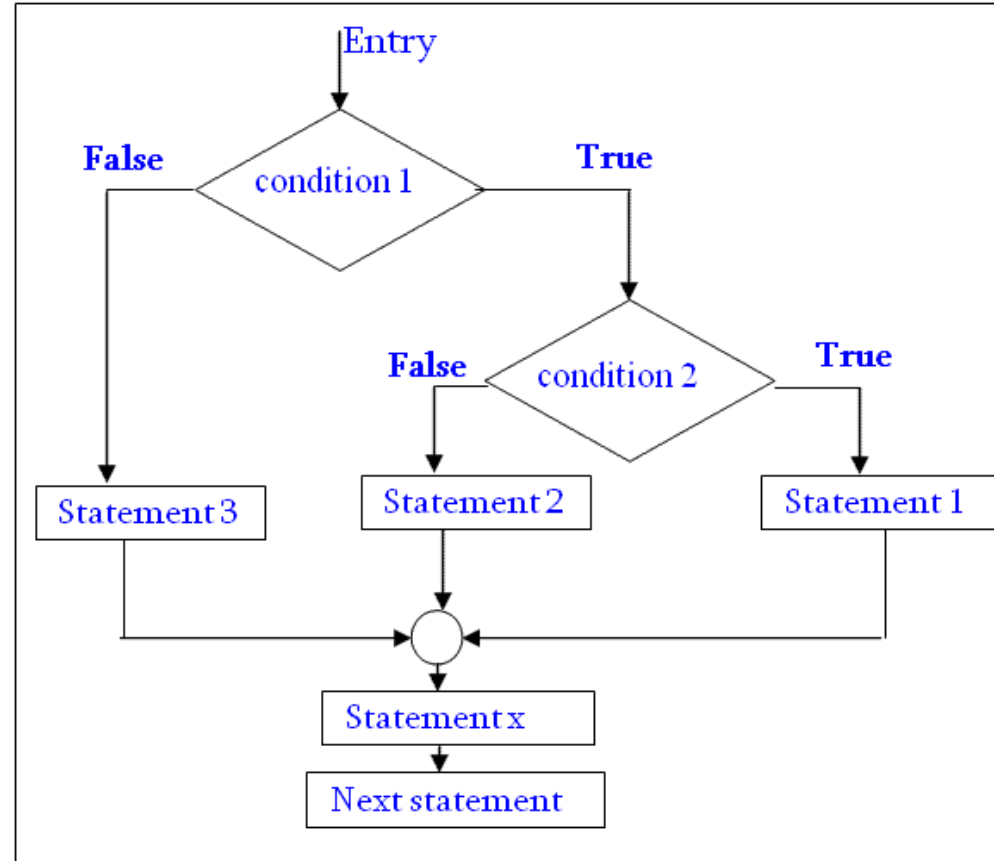 Entry
False
True
condition 1
False
True
condition 2
Statement 3
Statement 2
Statement 1
Statement x
Next statement